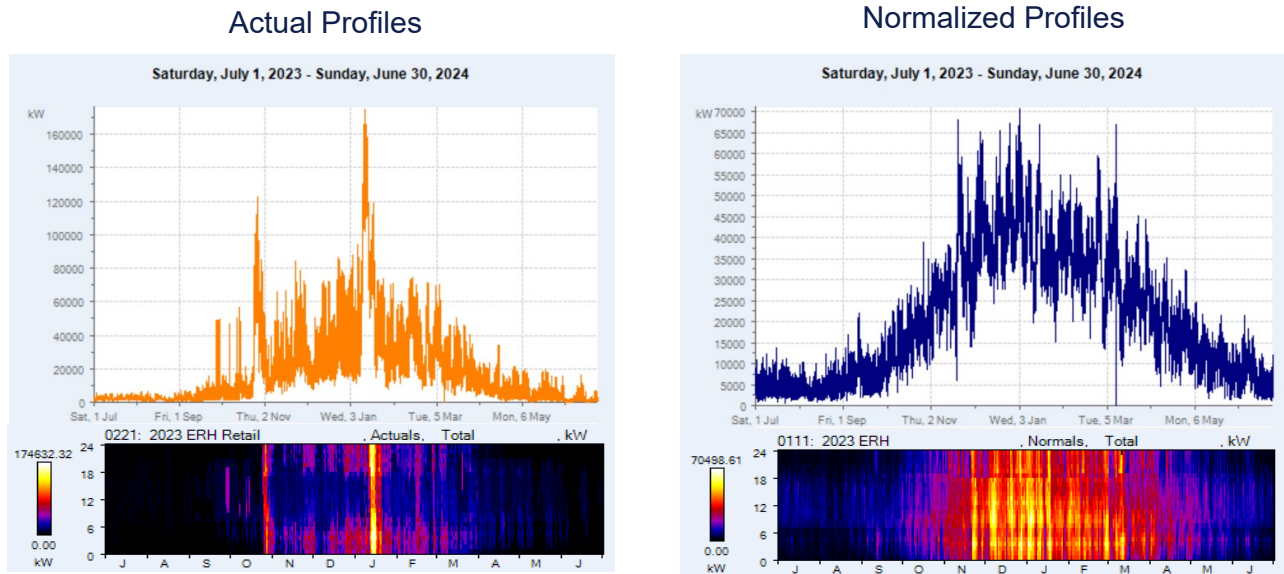 Actual Profiles
Saturday, July 1, 2023 - Sunday, June 30, 2024
kW
160000
140000
120000
100000
80000
60000
40000
20000
0
Sat, 1 Jul Fri, 1 Sep Thu, 2 Nov Wed, 3 Jan Tue, 5 Mar Mon, 6 May
0221: 2023 ERH Retail , Actuals, Total , kW
174632.32
0.00
kW
24
18
12
6
0
J A S O N D J F M A M J
Normalized Profiles
Saturday, July 1, 2023 - Sunday, June 30, 2024
kW 70000
65000
60000
55000
50000
45000
40000
35000
30000
25000
20000
15000
10000
5000
0
Sat, 1 Jul Fri, 1 Sep Thu, 2 Nov Wed, 3 Jan Tue, 5 Mar Mon, 6 May
0111: 2023 ERH , Normals, Total , kW
70498.61
0.00
kW
24
18
12
6
0
J A S O N D J F M A M J